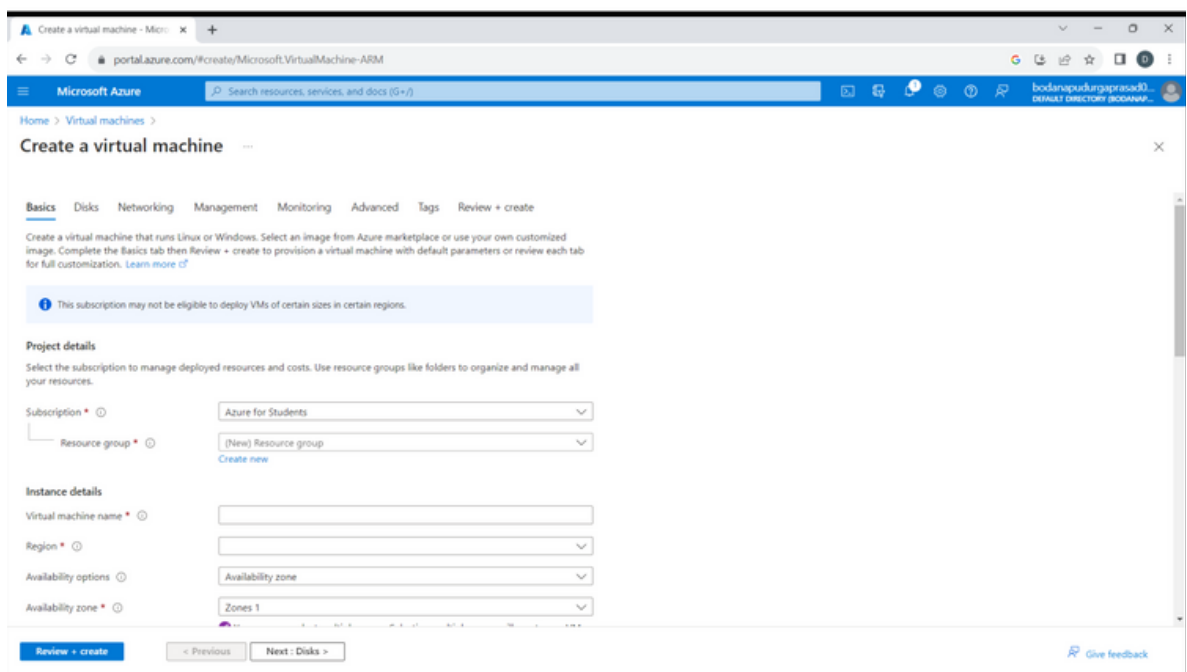 Create a virtual machine - Micro
portal.azure.com/#create/Microsoft.VirtualMachine-ARM
G
D
Microsoft Azure
Search resources, services, and docs (G+/)
1
bodanapudurgaprasad0...
DEFAULT DIRECTORY (BODANAP...
Home > Virtual machines >
Create a virtual machine ...
Basics Disks Networking Management Monitoring Advanced Tags Review + create
Create a virtual machine that runs Linux or Windows. Select an image from Azure marketplace or use your own customized
image. Complete the Basics tab then Review + create to provision a virtual machine with default parameters or review each tab
for full customization. Learn more
This subscription may not be eligible to deploy VMs of certain sizes in certain regions.
Project details
Select the subscription to manage deployed resources and costs. Use resource groups like folders to organize and manage all
your resources.
Subscription * Azure for Students
Resource group * (New) Resource group
Create new
Instance details
Virtual machine name *
Region *
Availability options Availability zone
Availability zone * Zones 1
Review + create < Previous Next : Disks > Give feedback